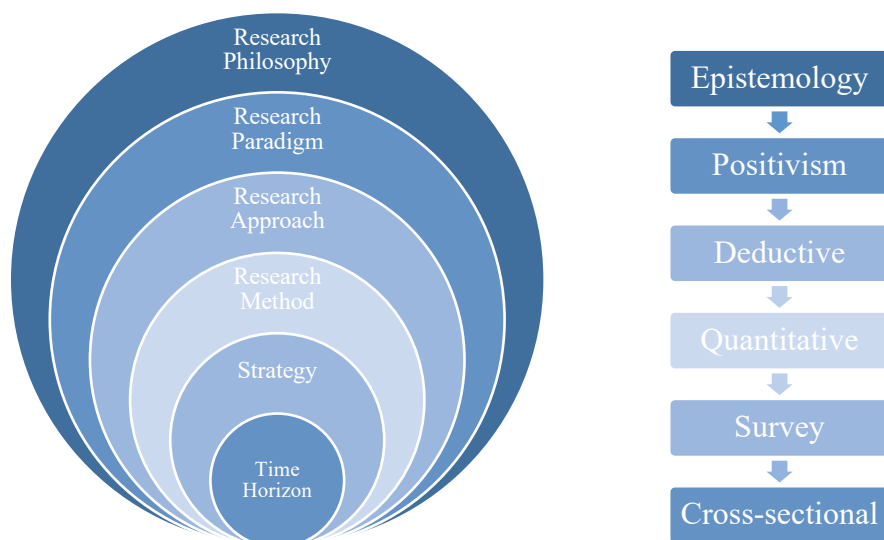 Research
Philosophy
Research
Paradigm
Research
Approach
Research
Method
Strategy
Time
Horizon
Epistemology
Positivism
Deductive
Quantitative
Survey
Cross-sectional